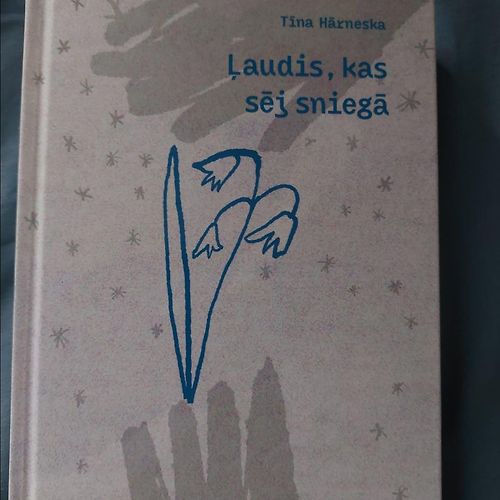 Tīna Hārneska
Ļaudis, kas
sēj sniegā